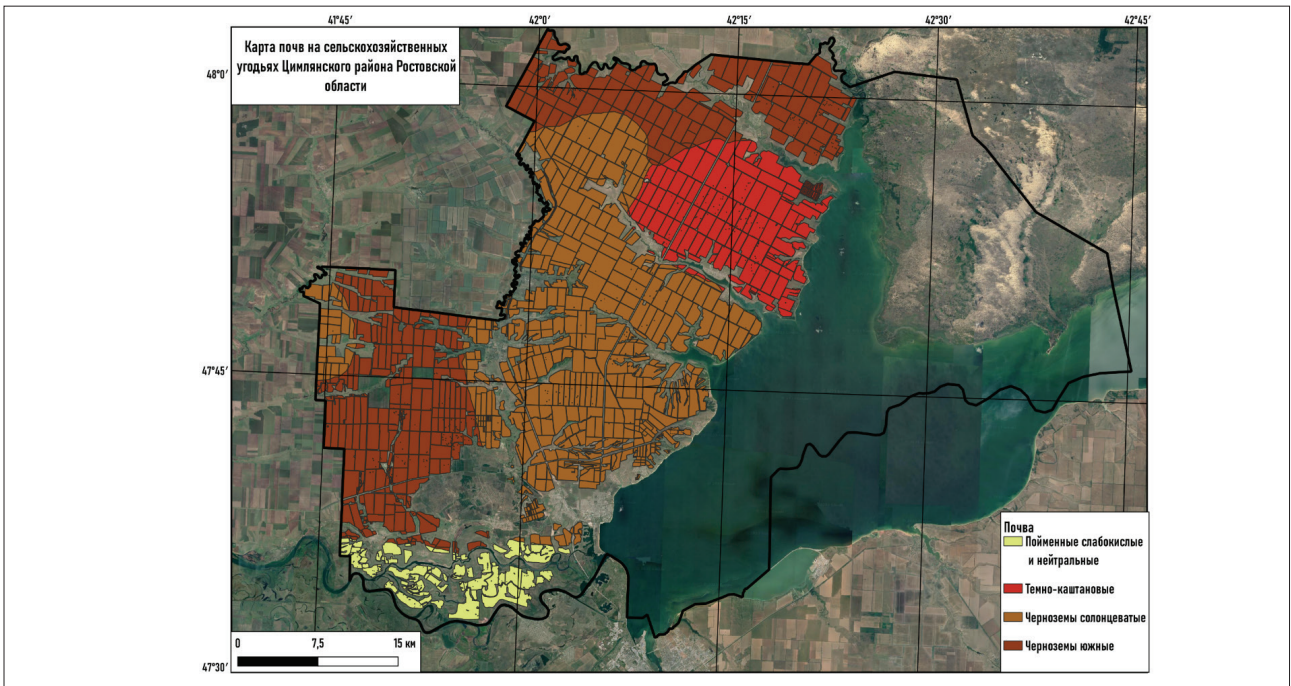 41°45′ 42°0′ 42°15′ 42°30′ 42°45′
Карта почв на сельскохозяйственных
угодьях Цимлянского района Ростовской
области
48°0′
47°45′
47°30′
Почва
Пойменные слабокислые
и нейтральные
Темно-каштановые
Черноземы солонцеватые
Черноземы южные
0 7,5 15 км